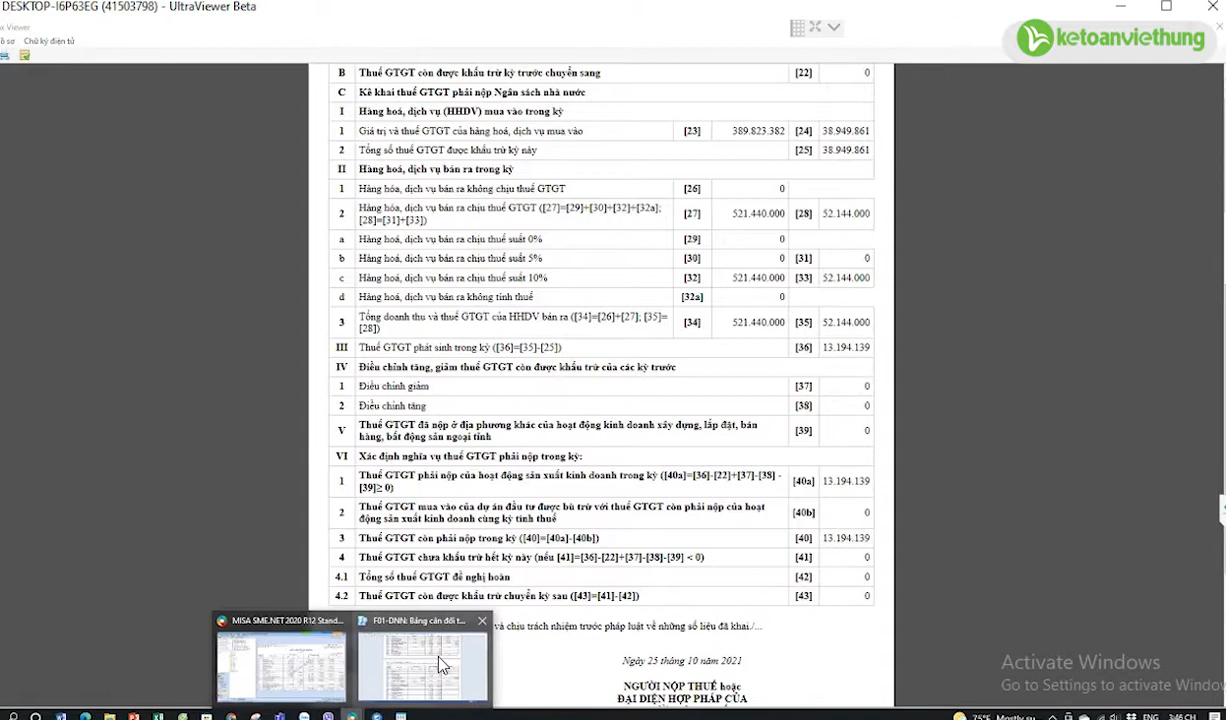 DESKTOP-I6P63EG (41503798) - UltraViewer Beta
x Viewer
ketoanviethung
ồ sơ Chữ ký điện tử
B Thuế GTGT còn được khấu trừ kỳ trước chuyển sang [22] 0
C Kê khai thuế GTGT phải nộp Ngân sách nhà nước
I Hàng hoá, dịch vụ (HHDV) mua vào trong kỳ
1 Giá trị và thuế GTGT của hàng hoá, dịch vụ mua vào [23] 389.823.382 [24] 38.949.861
2 Tổng số thuế GTGT được khấu trừ kỳ này [25] 38.949.861
II Hàng hoá, dịch vụ bán ra trong kỳ
1 Hàng hóa, dịch vụ bán ra không chịu thuế GTGT [26] 0
2 Hàng hóa, dịch vụ bán ra chịu thuế GTGT ([27]=[29]+[30]+[32]+[32a];
[28]=[31]+[33]) [27] 521.440.000 [28] 52.144.000
a Hàng hoá, dịch vụ bán ra chịu thuế suất 0% [29] 0
b Hàng hoá, dịch vụ bán ra chịu thuế suất 5% [30] 0 [31] 0
c Hàng hoá, dịch vụ bán ra chịu thuế suất 10% [32] 521.440.000 [33] 52.144.000
d Hàng hoá, dịch vụ bán ra không tính thuế [32a] 0
3 Tổng doanh thu và thuế GTGT của HHDV bán ra ([34]=[26]+[27]; [35]=
[28]) [34] 521.440.000 [35] 52.144.000
III Thuế GTGT phát sinh trong kỳ ([36]=[35]-[25]) [36] 13.194.139
IV Điều chỉnh tăng, giảm thuế GTGT còn được khấu trừ của các kỳ trước
1 Điều chỉnh giảm [37] 0
2 Điều chỉnh tăng [38] 0
V Thuế GTGT đã nộp ở địa phương khác của hoạt động kinh doanh xây dựng, lắp đặt, bán
hàng, bất động sản ngoại tỉnh [39] 0
VI Xác định nghĩa vụ thuế GTGT phải nộp trong kỳ:
1 Thuế GTGT phải nộp của hoạt động sản xuất kinh doanh trong kỳ ([40a]=[36]-[22]+[37]-[38] -
[39]≥ 0) [40a] 13.194.139
2 Thuế GTGT mua vào của dự án đầu tư được bù trừ với thuế GTGT còn phải nộp của hoạt
động sản xuất kinh doanh cùng kỳ tính thuế [40b] 0
3 Thuế GTGT còn phải nộp trong kỳ ([40]=[40a]-[40b]) [40] 13.194.139
4 Thuế GTGT chưa khấu trừ hết kỳ này (nếu [41]=[36]-[22]+[37]-[38]-[39] < 0) [41] 0
4.1 Tổng số thuế GTGT đề nghị hoàn [42] 0
4.2 Thuế GTGT còn được khấu trừ chuyển kỳ sau ([43]=[41]-[42]) [43] 0
MISA SME.NET 2020 R12 Stand... F01-DNN: Bảng cân đối t...
và chịu trách nhiệm trước pháp luật về những số liệu đã khai./...
Ngày 25 tháng 10 năm 2021
NGƯỜI NỘP THUẾ hoặc
ĐẠI DIỆN HỢP PHÁP CỦA
Activate Windows
Go to Settings to activate Windows
75°F Mostly su... ENG 3:46 CH